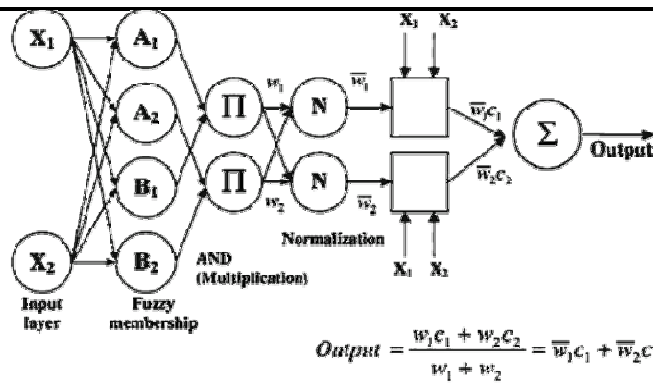 X₁ A₁ X₁ X₂
A₂ Π w₁ N w̅₁ w̅₁c₁
Σ
Output
B₁ Π w₂ N w̅₂ w̅₂c₂
Normalization
X₂ B₂ AND X₁ X₂
(Multiplication)
Input Fuzzy
layer membership
Output = (w₁c₁ + w₂c₂) / (w₁ + w₂) = w̅₁c₁ + w̅₂c